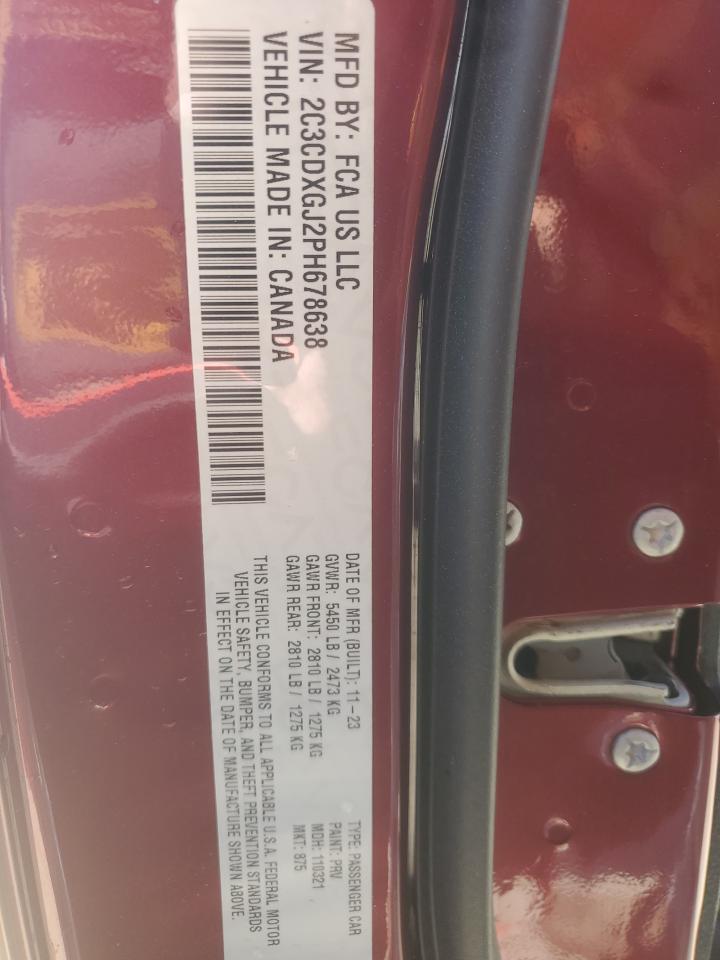 MFD BY: FCA US LLC
VIN: 2C3CDXGJ2PH678638
VEHICLE MADE IN: CANADA
DATE OF MFR (BUILT): 11-23
GVWR: 5450 LB / 2473 KG
GAWR FRONT: 2810 LB / 1275 KG
GAWR REAR: 2810 LB / 1275 KG
TYPE: PASSENGER CAR
PAINT: PRV
MDH: 110321
MKT: 875
THIS VEHICLE CONFORMS TO ALL APPLICABLE U.S.A. FEDERAL MOTOR
VEHICLE SAFETY, BUMPER, AND THEFT PREVENTION STANDARDS
IN EFFECT ON THE DATE OF MANUFACTURE SHOWN ABOVE.